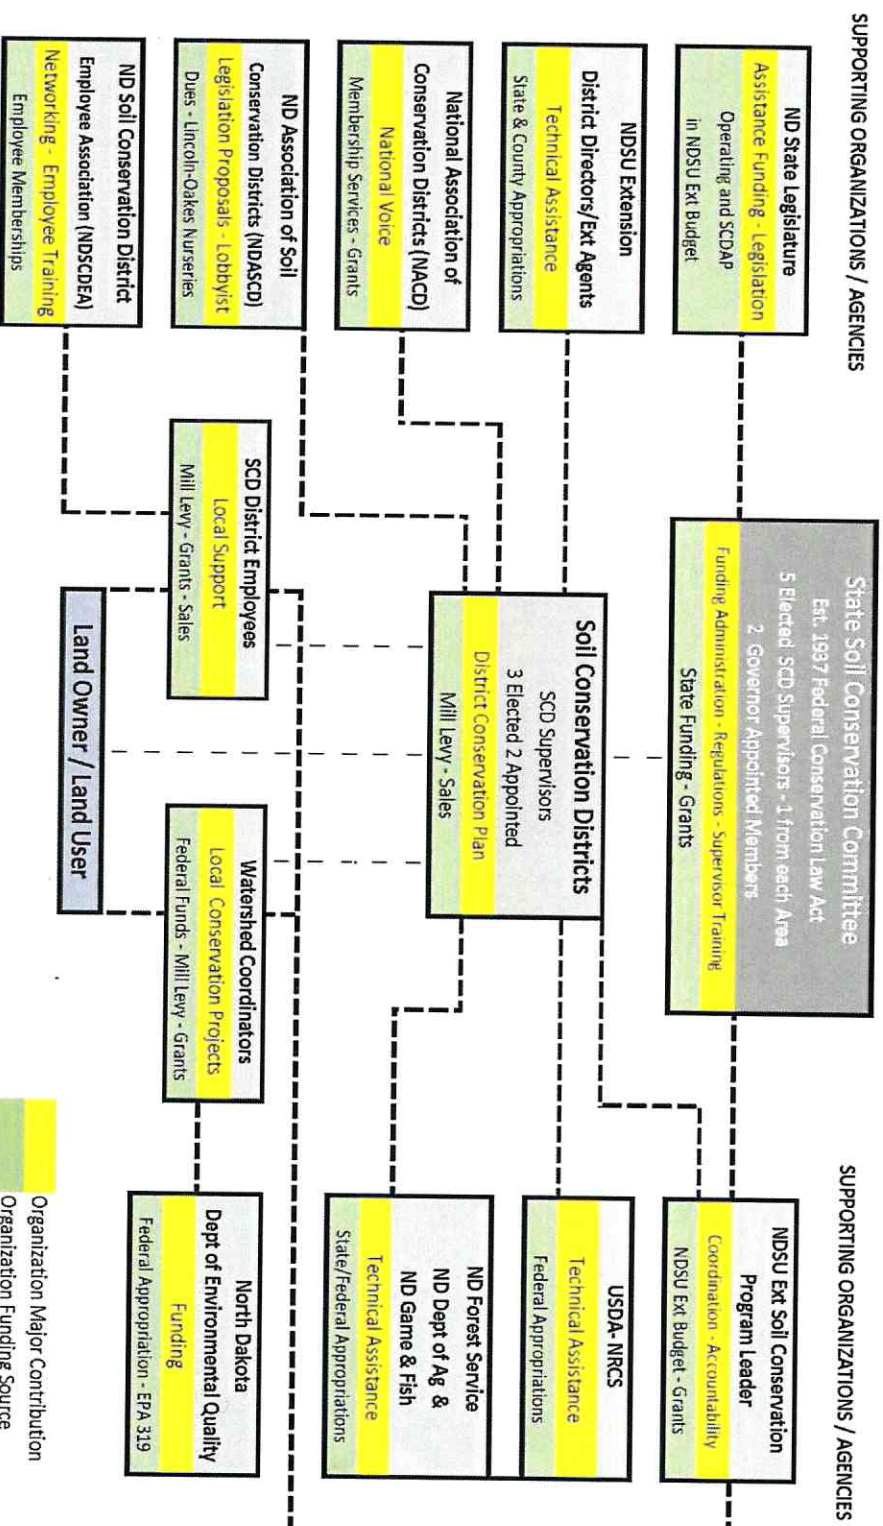 SUPPORTING ORGANIZATIONS / AGENCIES
ND State Legislature
Assistance Funding - Legislation
Operating and SCDAP
in NDSU Ext Budget
NDSU Extension
District Directors/Ext Agents
Technical Assistance
State & County Appropriations
National Association of
Conservation Districts (NACD)
National Voice
Membership Services - Grants
ND Association of Soil
Conservation Districts (NDASCD)
Legislation Proposals - Lobbyist
Dues - Lincoln-Oakes Nurseries
ND Soil Conservation District
Employee Association (NDSCDEA)
Networking - Employee Training
Employee Memberships
State Soil Conservation Committee
Est. 1937 Federal Conservation Law Act
5 Elected SCD Supervisors - 1 from each Area
2 Governor Appointed Members
Funding Administration - Regulations - Supervisor Training
State Funding - Grants
Soil Conservation Districts
SCD Supervisors
3 Elected 2 Appointed
District Conservation Plan
Mill Levy - Sales
SCD District Employees
Local Support
Mill Levy - Grants - Sales
Watershed Coordinators
Local Conservation Projects
Federal Funds - Mill Levy - Grants
Land Owner / Land User
SUPPORTING ORGANIZATIONS / AGENCIES
NDSU Ext Soil Conservation
Program Leader
Coordination - Accountability
NDSU Ext Budget - Grants
USDA- NRCS
Technical Assistance
Federal Appropriations
ND Forest Service
ND Dept of Ag &
ND Game & Fish
Technical Assistance
State/Federal Appropriations
North Dakota
Dept of Environmental Quality
Funding
Federal Appropriation - EPA 319
Organization Major Contribution
Organization Funding Source